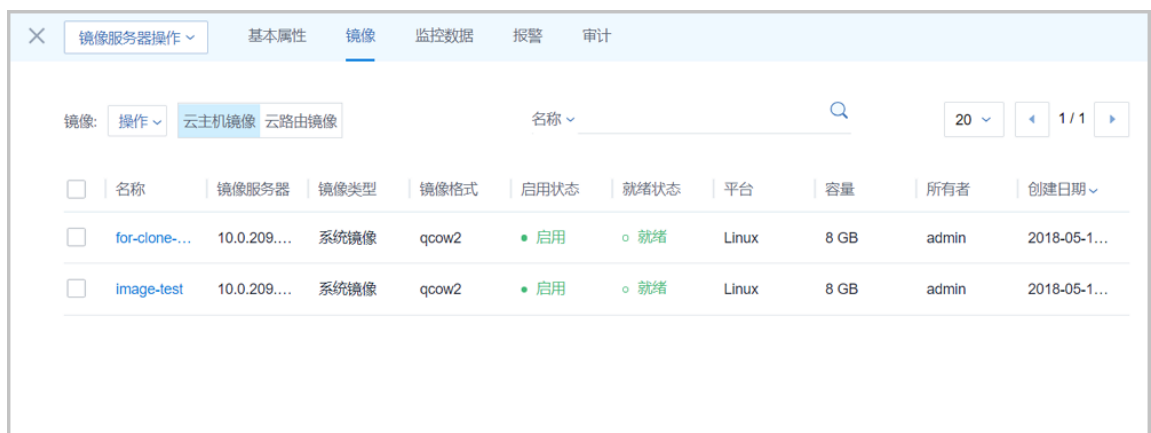 镜像服务器操作 基本属性 镜像 监控数据 报警 审计
镜像: 操作 云主机镜像 云路由镜像 名称 20 1 / 1
名称 镜像服务器 镜像类型 镜像格式 启用状态 就绪状态 平台 容量 所有者 创建日期
for-clone-... 10.0.209.... 系统镜像 qcow2 启用 就绪 Linux 8 GB admin 2018-05-1...
image-test 10.0.209.... 系统镜像 qcow2 启用 就绪 Linux 8 GB admin 2018-05-1...